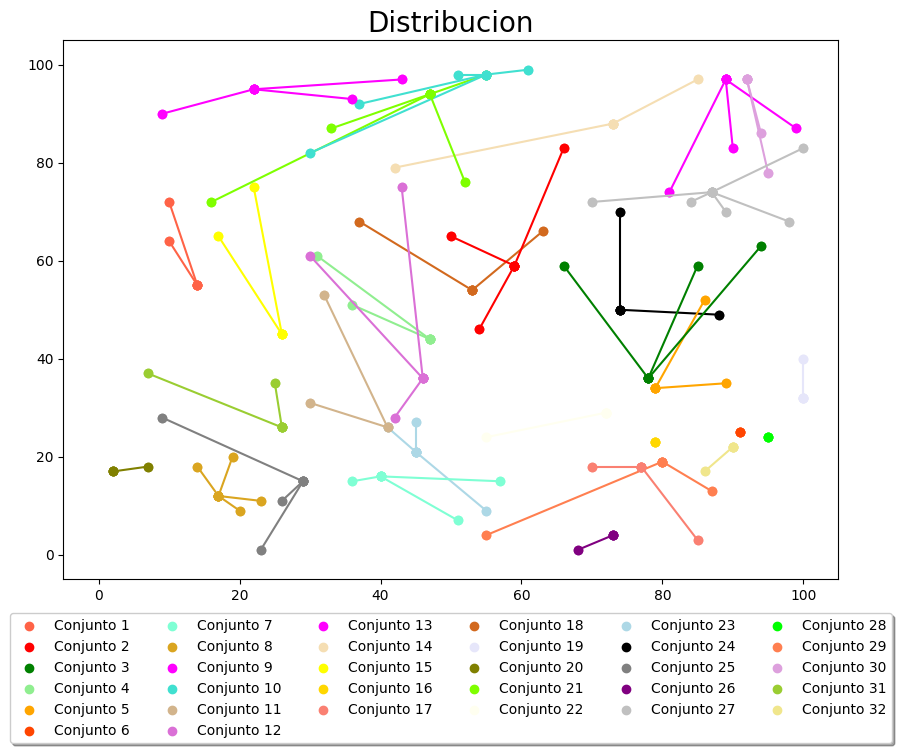 Distribucion
100
80
60
40
20
0
0 20 40 60 80 100
Conjunto 1 Conjunto 7 Conjunto 13 Conjunto 18 Conjunto 23 Conjunto 28
Conjunto 2 Conjunto 8 Conjunto 14 Conjunto 19 Conjunto 24 Conjunto 29
Conjunto 3 Conjunto 9 Conjunto 15 Conjunto 20 Conjunto 25 Conjunto 30
Conjunto 4 Conjunto 10 Conjunto 16 Conjunto 21 Conjunto 26 Conjunto 31
Conjunto 5 Conjunto 11 Conjunto 17 Conjunto 22 Conjunto 27 Conjunto 32
Conjunto 6 Conjunto 12